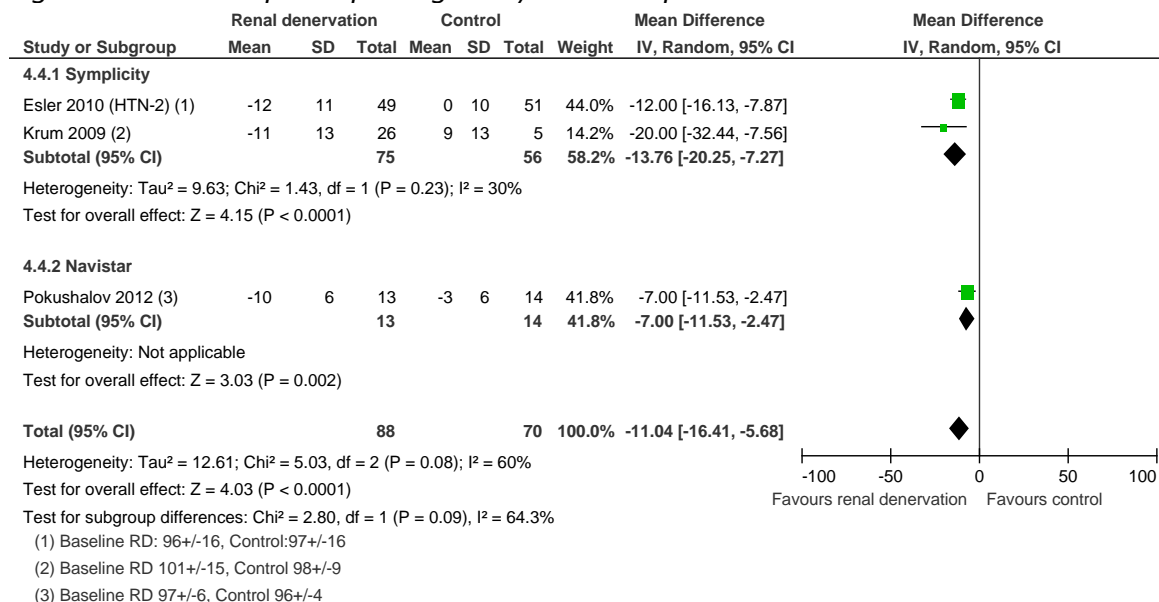 Renal denervation Control Mean Difference Mean Difference
Study or Subgroup Mean SD Total Mean SD Total Weight IV, Random, 95% CI IV, Random, 95% CI
4.4.1 Symplicity
Esler 2010 (HTN-2) (1) -12 11 49 0 10 51 44.0% -12.00 [-16.13, -7.87]
Krum 2009 (2) -11 13 26 9 13 5 14.2% -20.00 [-32.44, -7.56]
Subtotal (95% CI) 75 56 58.2% -13.76 [-20.25, -7.27]
Heterogeneity: Tau² = 9.63; Chi² = 1.43, df = 1 (P = 0.23); I² = 30%
Test for overall effect: Z = 4.15 (P < 0.0001)
4.4.2 Navistar
Pokushalov 2012 (3) -10 6 13 -3 6 14 41.8% -7.00 [-11.53, -2.47]
Subtotal (95% CI) 13 14 41.8% -7.00 [-11.53, -2.47]
Heterogeneity: Not applicable
Test for overall effect: Z = 3.03 (P = 0.002)
Total (95% CI) 88 70 100.0% -11.04 [-16.41, -5.68]
Heterogeneity: Tau² = 12.61; Chi² = 5.03, df = 2 (P = 0.08); I² = 60%
Test for overall effect: Z = 4.03 (P < 0.0001)
Test for subgroup differences: Chi² = 2.80, df = 1 (P = 0.09), I² = 64.3%
-100 -50 0 50 100
Favours renal denervation Favours control
(1) Baseline RD: 96+/-16, Control:97+/-16
(2) Baseline RD 101+/-15, Control 98+/-9
(3) Baseline RD 97+/-6, Control 96+/-4